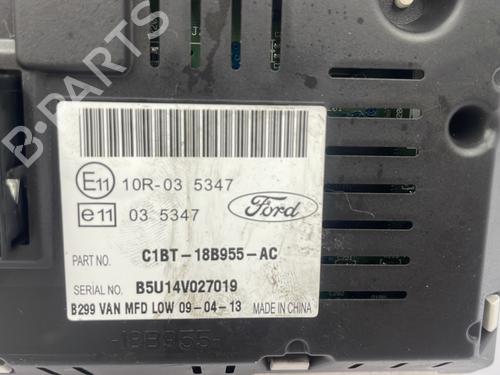 B-PARTS
E11 10R-03 5347
e11 03 5347
Ford
PART NO. C1BT-18B955-AC
SERIAL NO. B5U14V027019
B299 VAN MFD LOW 09-04-13 MADE IN CHINA
-18B955-